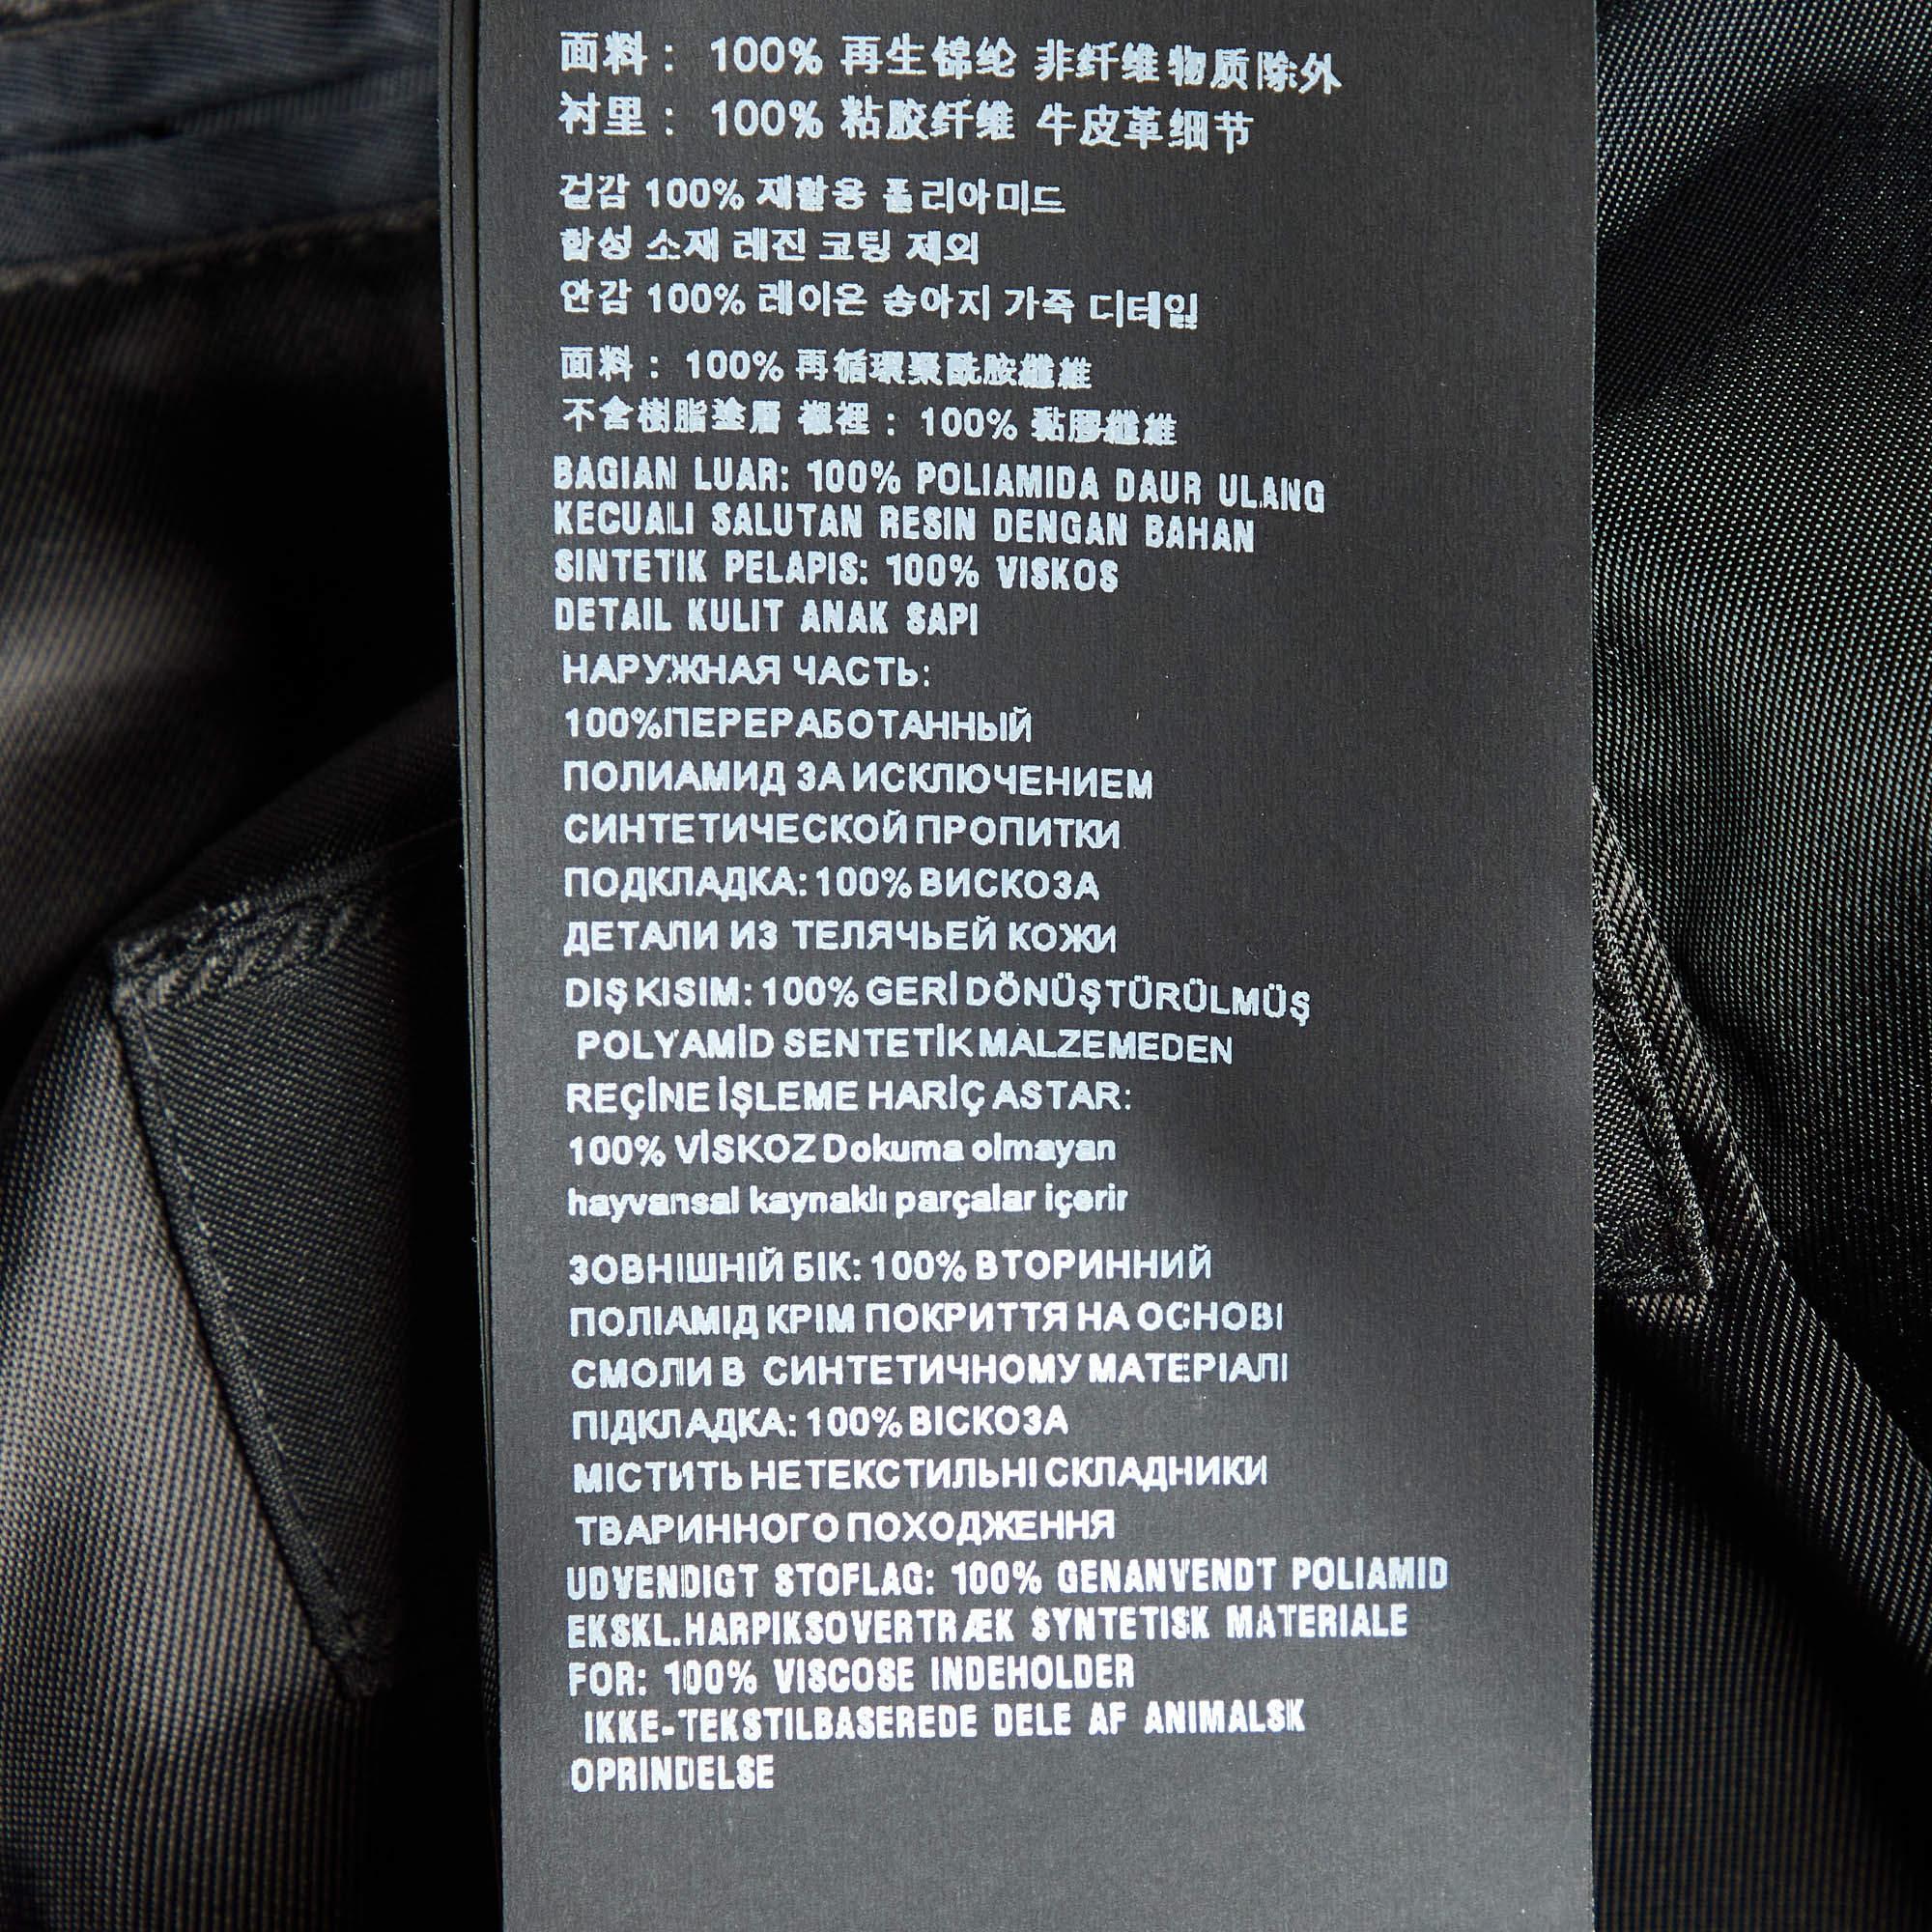 面料： 100% 再生锦纶 非纤维物质除外
衬里： 100% 粘胶纤维 牛皮革细节
겉감 100% 재활용 폴리아미드
합성 소재 레진 코팅 제외
안감 100% 레이온 송아지 가죽 디테일
面料： 100% 再循環聚酰胺纖維
不含樹脂塗層 襯裡： 100% 黏膠纖維
BAGIAN LUAR: 100% POLIAMIDA DAUR ULANG
KECUALI SALUTAN RESIN DENGAN BAHAN
SINTETIK PELAPIS: 100% VISKOS
DETAIL KULIT ANAK SAPI
НАРУЖНАЯ ЧАСТЬ:
100%ПЕРЕРАБОТАННЫЙ
ПОЛИАМИД ЗА ИСКЛЮЧЕНИЕМ
СИНТЕТИЧЕСКОЙ ПРОПИТКИ
ПОДКЛАДКА: 100% ВИСКОЗА
ДЕТАЛИ ИЗ ТЕЛЯЧЬЕЙ КОЖИ
DIŞ KISIM: 100% GERİ DÖNÜŞTÜRÜLMÜŞ
POLYAMİD SENTETİK MALZEMEDEN
REÇİNE İŞLEME HARİÇ ASTAR:
100% VİSKOZ Dokuma olmayan
hayvansal kaynaklı parçalar içerir
ЗОВНІШНІЙ БІК: 100% ВТОРИННИЙ
ПОЛІАМІД КРІМ ПОКРИТТЯ НА ОСНОВІ
СМОЛИ В СИНТЕТИЧНОМУ МАТЕРІАЛІ
ПІДКЛАДКА: 100% ВІСКОЗА
МІСТИТЬ НЕТЕКСТИЛЬНІ СКЛАДНИКИ
ТВАРИННОГО ПОХОДЖЕННЯ
UDVENDIGT STOFLAG: 100% GENANVENDT POLIAMID
EKSKL.HARPIKSOVERTRÆK SYNTETISK MATERIALE
FOR: 100% VISCOSE INDEHOLDER
IKKE-TEKSTILBASEREDE DELE AF ANIMALSK
OPRINDELSE